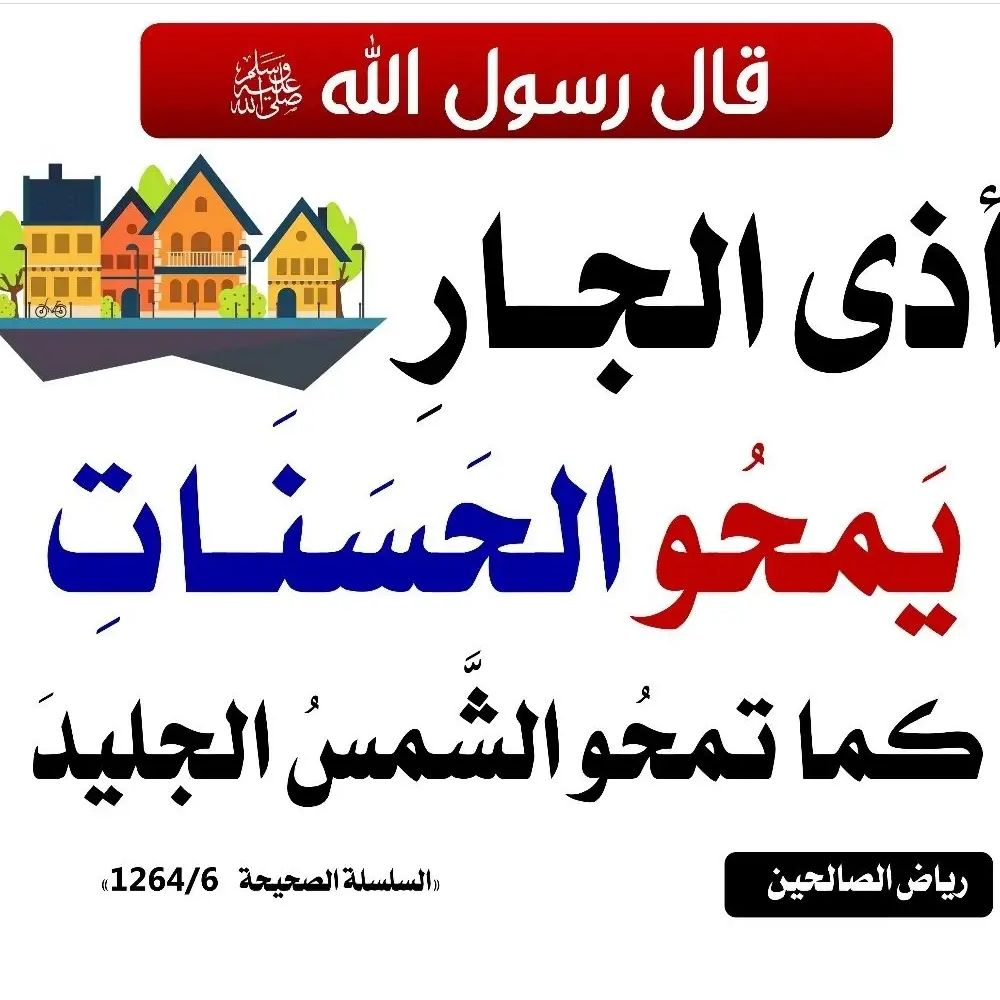 قال رسول الله ﷺ
أذى الجارِ
يَمحُو الحَسَنَاتِ
كما تمحُو الشَّمسُ الجليدَ
رياض الصالحين
«السلسلة الصحيحة 1264/6»